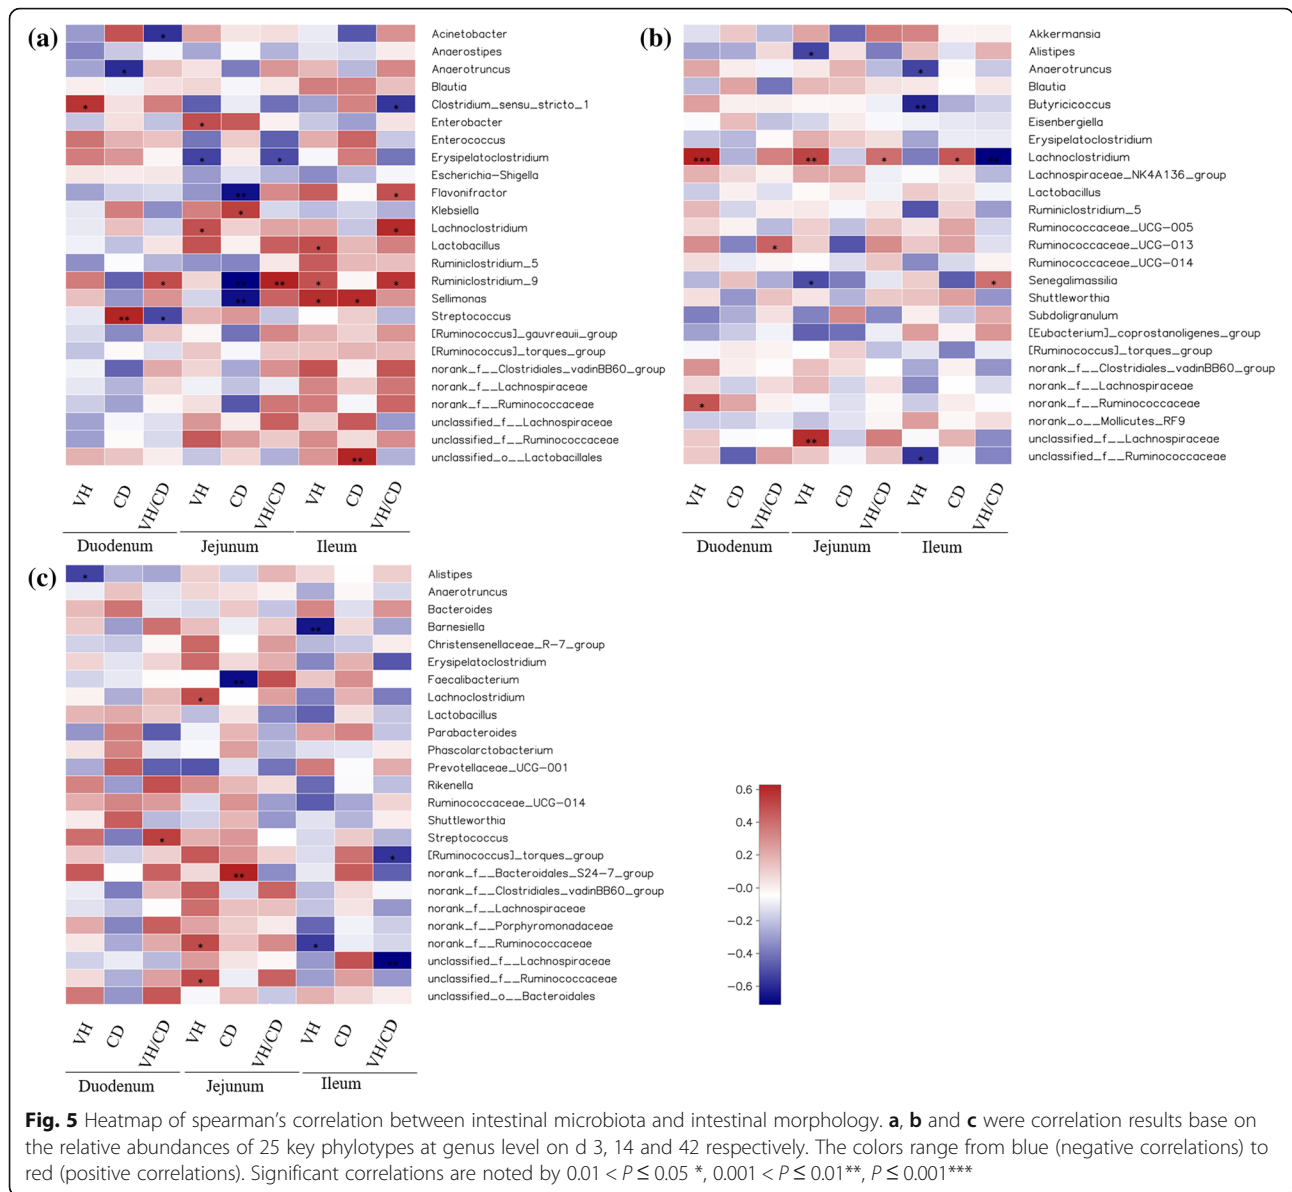 (a)
Acinetobacter
Anaerostipes
Anaerotruncus
Blautia
Clostridium_sensu_stricto_1
Enterobacter
Enterococcus
Erysipelatoclostridium
Escherichia-Shigella
Flavonifractor
Klebsiella
Lachnoclostridium
Lactobacillus
Ruminiclostridium_5
Ruminiclostridium_9
Sellimonas
Streptococcus
[Ruminococcus]_gauvreauii_group
[Ruminococcus]_torques_group
norank_f__Clostridiales_vadinBB60_group
norank_f__Lachnospiraceae
norank_f__Ruminococcaceae
unclassified_f__Lachnospiraceae
unclassified_f__Ruminococcaceae
unclassified_o__Lactobacillales
VH CD VH/CD VH CD VH/CD VH CD VH/CD
Duodenum Jejunum Ileum
(b)
Akkermansia
Alistipes
Anaerotruncus
Blautia
Butyricicoccus
Eisenbergiella
Erysipelatoclostridium
Lachnoclostridium
Lachnospiraceae_NK4A136_group
Lactobacillus
Ruminiclostridium_5
Ruminococcaceae_UCG-005
Ruminococcaceae_UCG-013
Ruminococcaceae_UCG-014
Senegalimassilia
Shuttleworthia
Subdoligranulum
[Eubacterium]_coprostanoligenes_group
[Ruminococcus]_torques_group
norank_f__Clostridiales_vadinBB60_group
norank_f__Lachnospiraceae
norank_f__Ruminococcaceae
norank_o__Mollicutes_RF9
unclassified_f__Lachnospiraceae
unclassified_f__Ruminococcaceae
VH CD VH/CD VH CD VH/CD VH CD VH/CD
Duodenum Jejunum Ileum
(c)
Alistipes
Anaerotruncus
Bacteroides
Barnesiella
Christensenellaceae_R-7_group
Erysipelatoclostridium
Faecalibacterium
Lachnoclostridium
Lactobacillus
Parabacteroides
Phascolarctobacterium
Prevotellaceae_UCG-001
Rikenella
Ruminococcaceae_UCG-014
Shuttleworthia
Streptococcus
[Ruminococcus]_torques_group
norank_f__Bacteroidales_S24-7_group
norank_f__Clostridiales_vadinBB60_group
norank_f__Lachnospiraceae
norank_f__Porphyromonadaceae
norank_f__Ruminococcaceae
unclassified_f__Lachnospiraceae
unclassified_f__Ruminococcaceae
unclassified_o__Bacteroidales
VH CD VH/CD VH CD VH/CD VH CD VH/CD
Duodenum Jejunum Ileum
0.6
0.4
0.2
-0.0
-0.2
-0.4
-0.6
Fig. 5 Heatmap of spearman's correlation between intestinal microbiota and intestinal morphology. a, b and c were correlation results base on
the relative abundances of 25 key phylotypes at genus level on d 3, 14 and 42 respectively. The colors range from blue (negative correlations) to
red (positive correlations). Significant correlations are noted by 0.01 < P ≤ 0.05 *, 0.001 < P ≤ 0.01**, P ≤ 0.001***